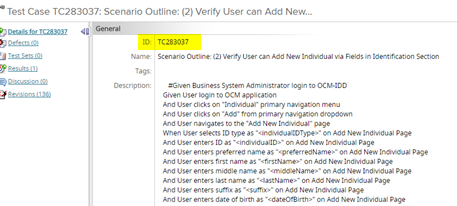 Test Case TC283037: Scenario Outline: (2) Verify User can Add New...
Details for TC283037
Defects (0)
Test Sets (0)
Results (1)
Discussion (0)
Revisions (136)
General
ID: TC283037
Name: Scenario Outline: (2) Verify User can Add New Individual via Fields in Identification Section
Tags:
Description: #Given Business System Administrator login to OCM-IDD
Given User login to OCM application
And User clicks on "Individual" primary navigation menu
And User clicks on "Add" from primary navigation dropdown
And User navigates to the "Add New Individual" page
When User selects ID type as "<individualIDType>" on Add New Individual Page
And User enters ID as "<individualID>" on Add New Individual Page
And User enters preferred name as "<preferredName>" on Add New Individual Page
And User enters first name as "<firstName>" on Add New Individual Page
And User enters middle name as "<middleName>" on Add New Individual Page
And User enters last name as "<lastName>" on Add New Individual Page
And User enters suffix as "<suffix>" on Add New Individual Page
And User enters date of birth as "<dateOfBirth>" on Add New Individual Page